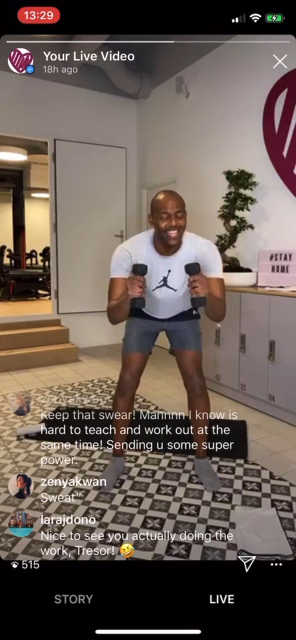 13:29
Your Live Video
18h ago
#STAY
HOME
Keep that swear! Mannnn I know is
hard to teach and work out at the
same time! Sending u some super
power.
zenyakwan
Sweat"
larajdono
Nice to see you actually doing the
work, Tresor! 🤣
515
STORY
LIVE